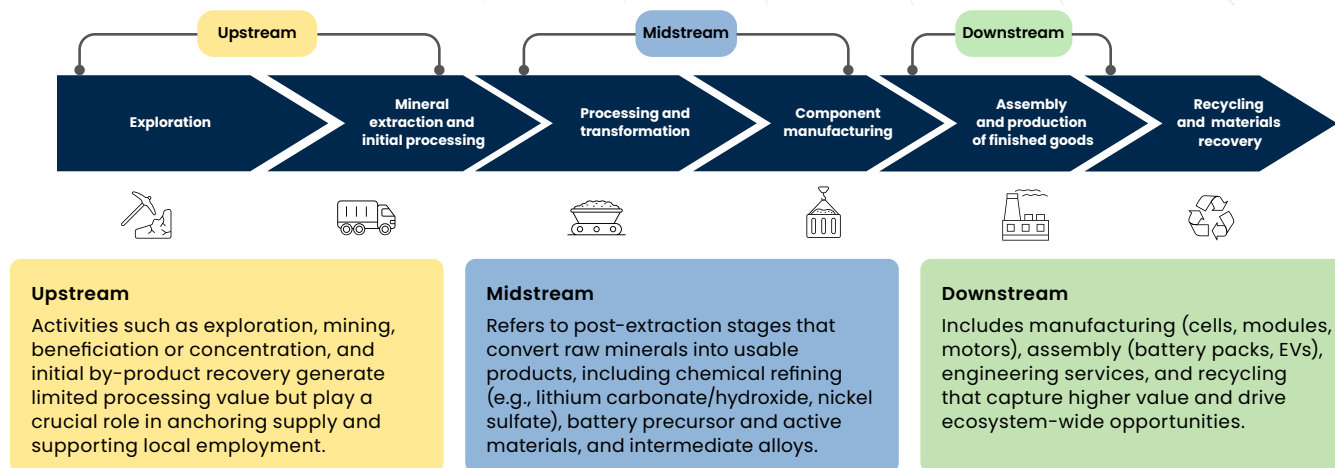 Upstream
Midstream
Downstream
Exploration
Mineral
extraction and
initial processing
Processing and
transformation
Component
manufacturing
Assembly
and production
of finished goods
Recycling
and materials
recovery
Upstream
Activities such as exploration, mining,
beneficiation or concentration, and
initial by-product recovery generate
limited processing value but play a
crucial role in anchoring supply and
supporting local employment.
Midstream
Refers to post-extraction stages that
convert raw minerals into usable
products, including chemical refining
(e.g., lithium carbonate/hydroxide, nickel
sulfate), battery precursor and active
materials, and intermediate alloys.
Downstream
Includes manufacturing (cells, modules,
motors), assembly (battery packs, EVs),
engineering services, and recycling
that capture higher value and drive
ecosystem-wide opportunities.